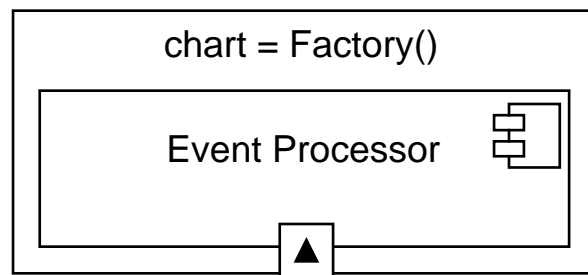 chart = Factory()
Event Processor